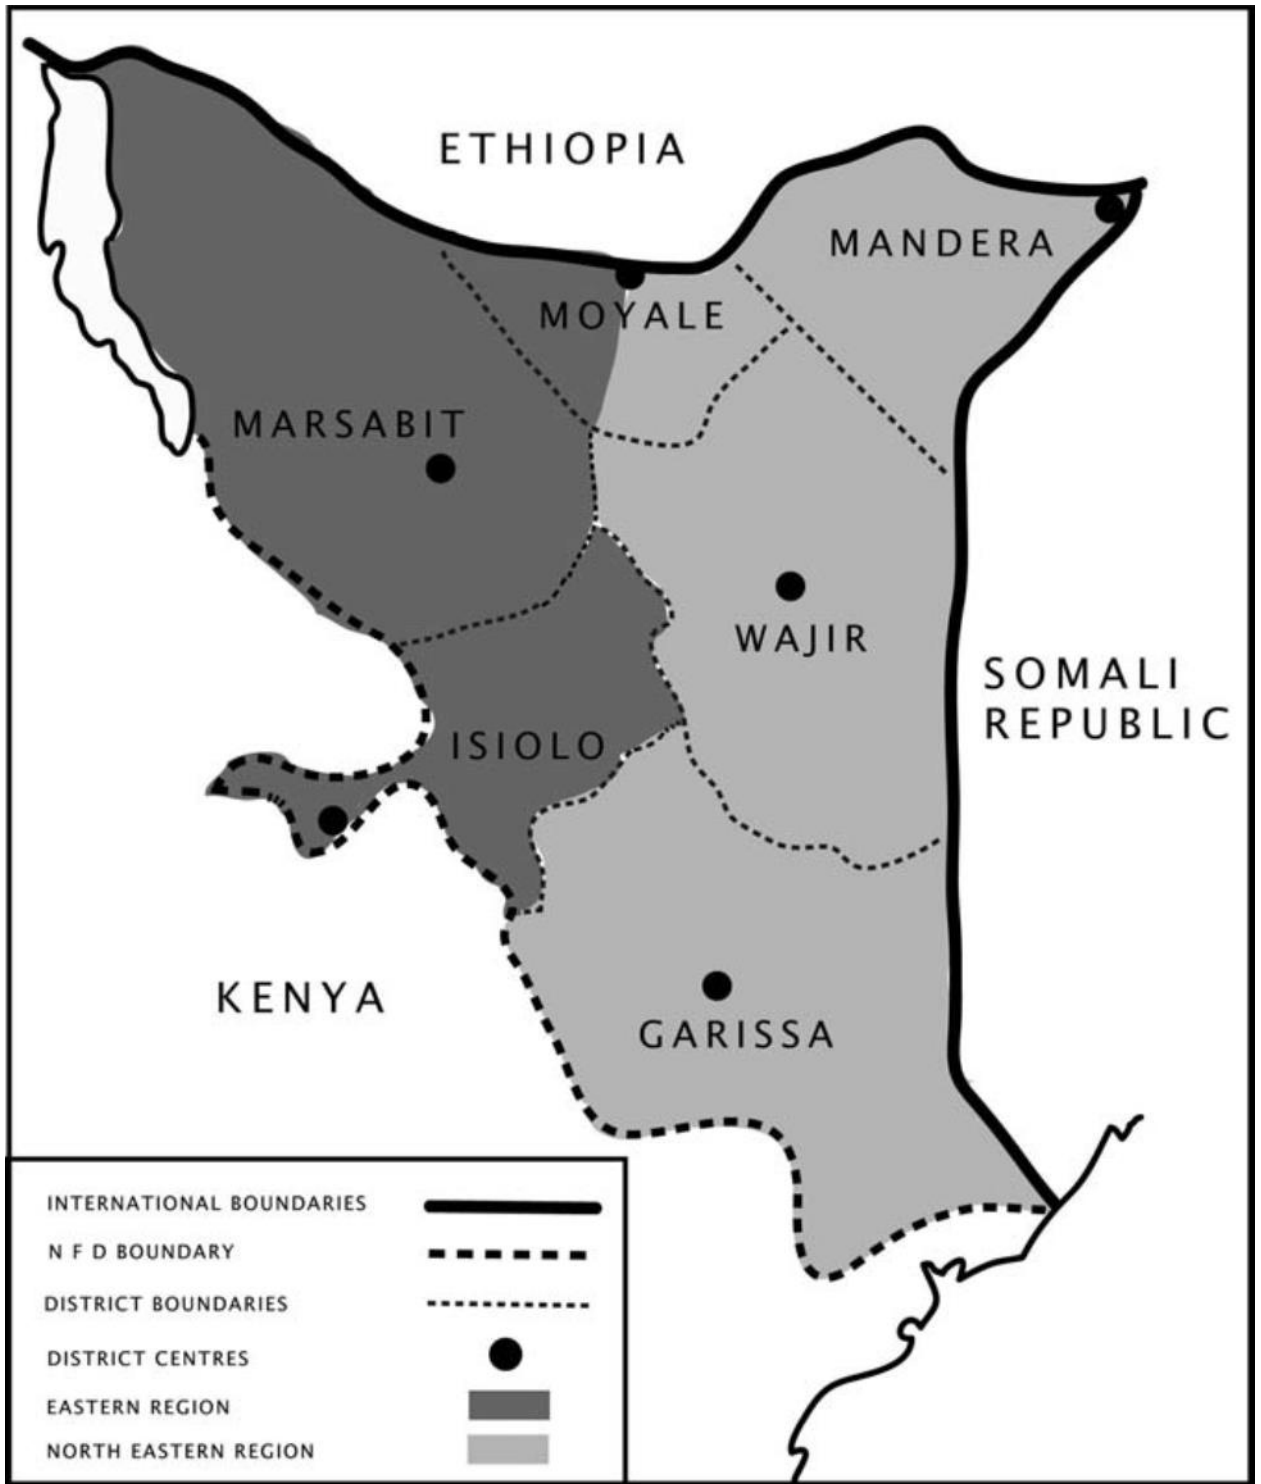 ETHIOPIA
MANDERA
MOYALE
MARSABIT
WAJIR
SOMALI
REPUBLIC
ISIOLO
KENYA
GARISSA
INTERNATIONAL BOUNDARIES
N F D BOUNDARY
DISTRICT BOUNDARIES
DISTRICT CENTRES
EASTERN REGION
NORTH EASTERN REGION